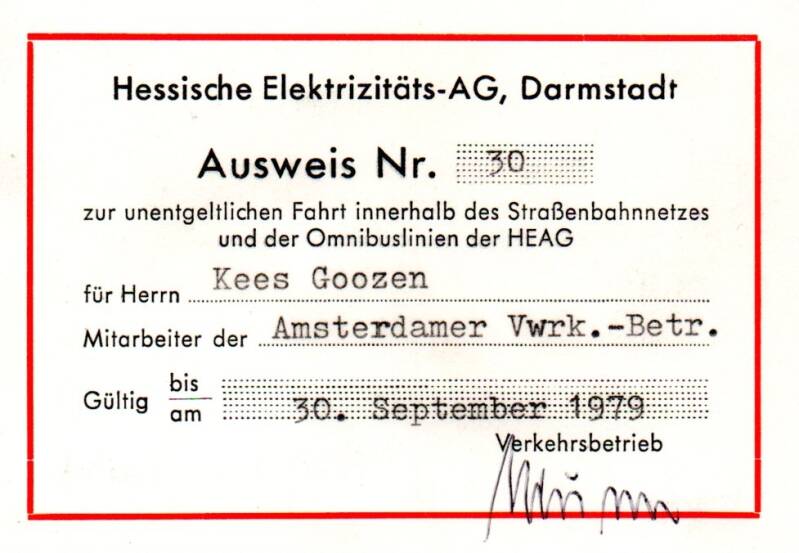 Hessische Elektrizitäts-AG, Darmstadt
Ausweis Nr. 30
zur unentgeltlichen Fahrt innerhalb des Straßenbahnnetzes
und der Omnibuslinien der HEAG
für Herrn Kees Goozen
Mitarbeiter der Amsterdamer Vwrk.-Betr.
Gültig bis
am 30. September 1979
Verkehrsbetrieb